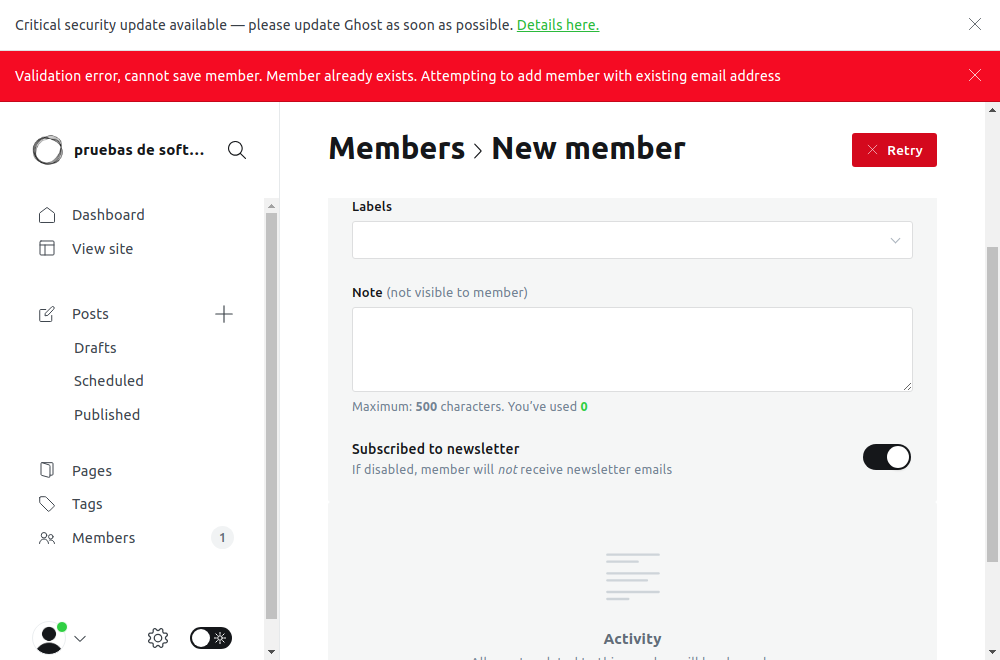 Critical security update available — please update Ghost as soon as possible. Details here.
Validation error, cannot save member. Member already exists. Attempting to add member with existing email address
pruebas de soft...
Members > New member
Retry
Dashboard
View site
Posts
Drafts
Scheduled
Published
Pages
Tags
Members 1
Labels
Note (not visible to member)
Maximum: 500 characters. You've used 0
Subscribed to newsletter
If disabled, member will not receive newsletter emails
Activity